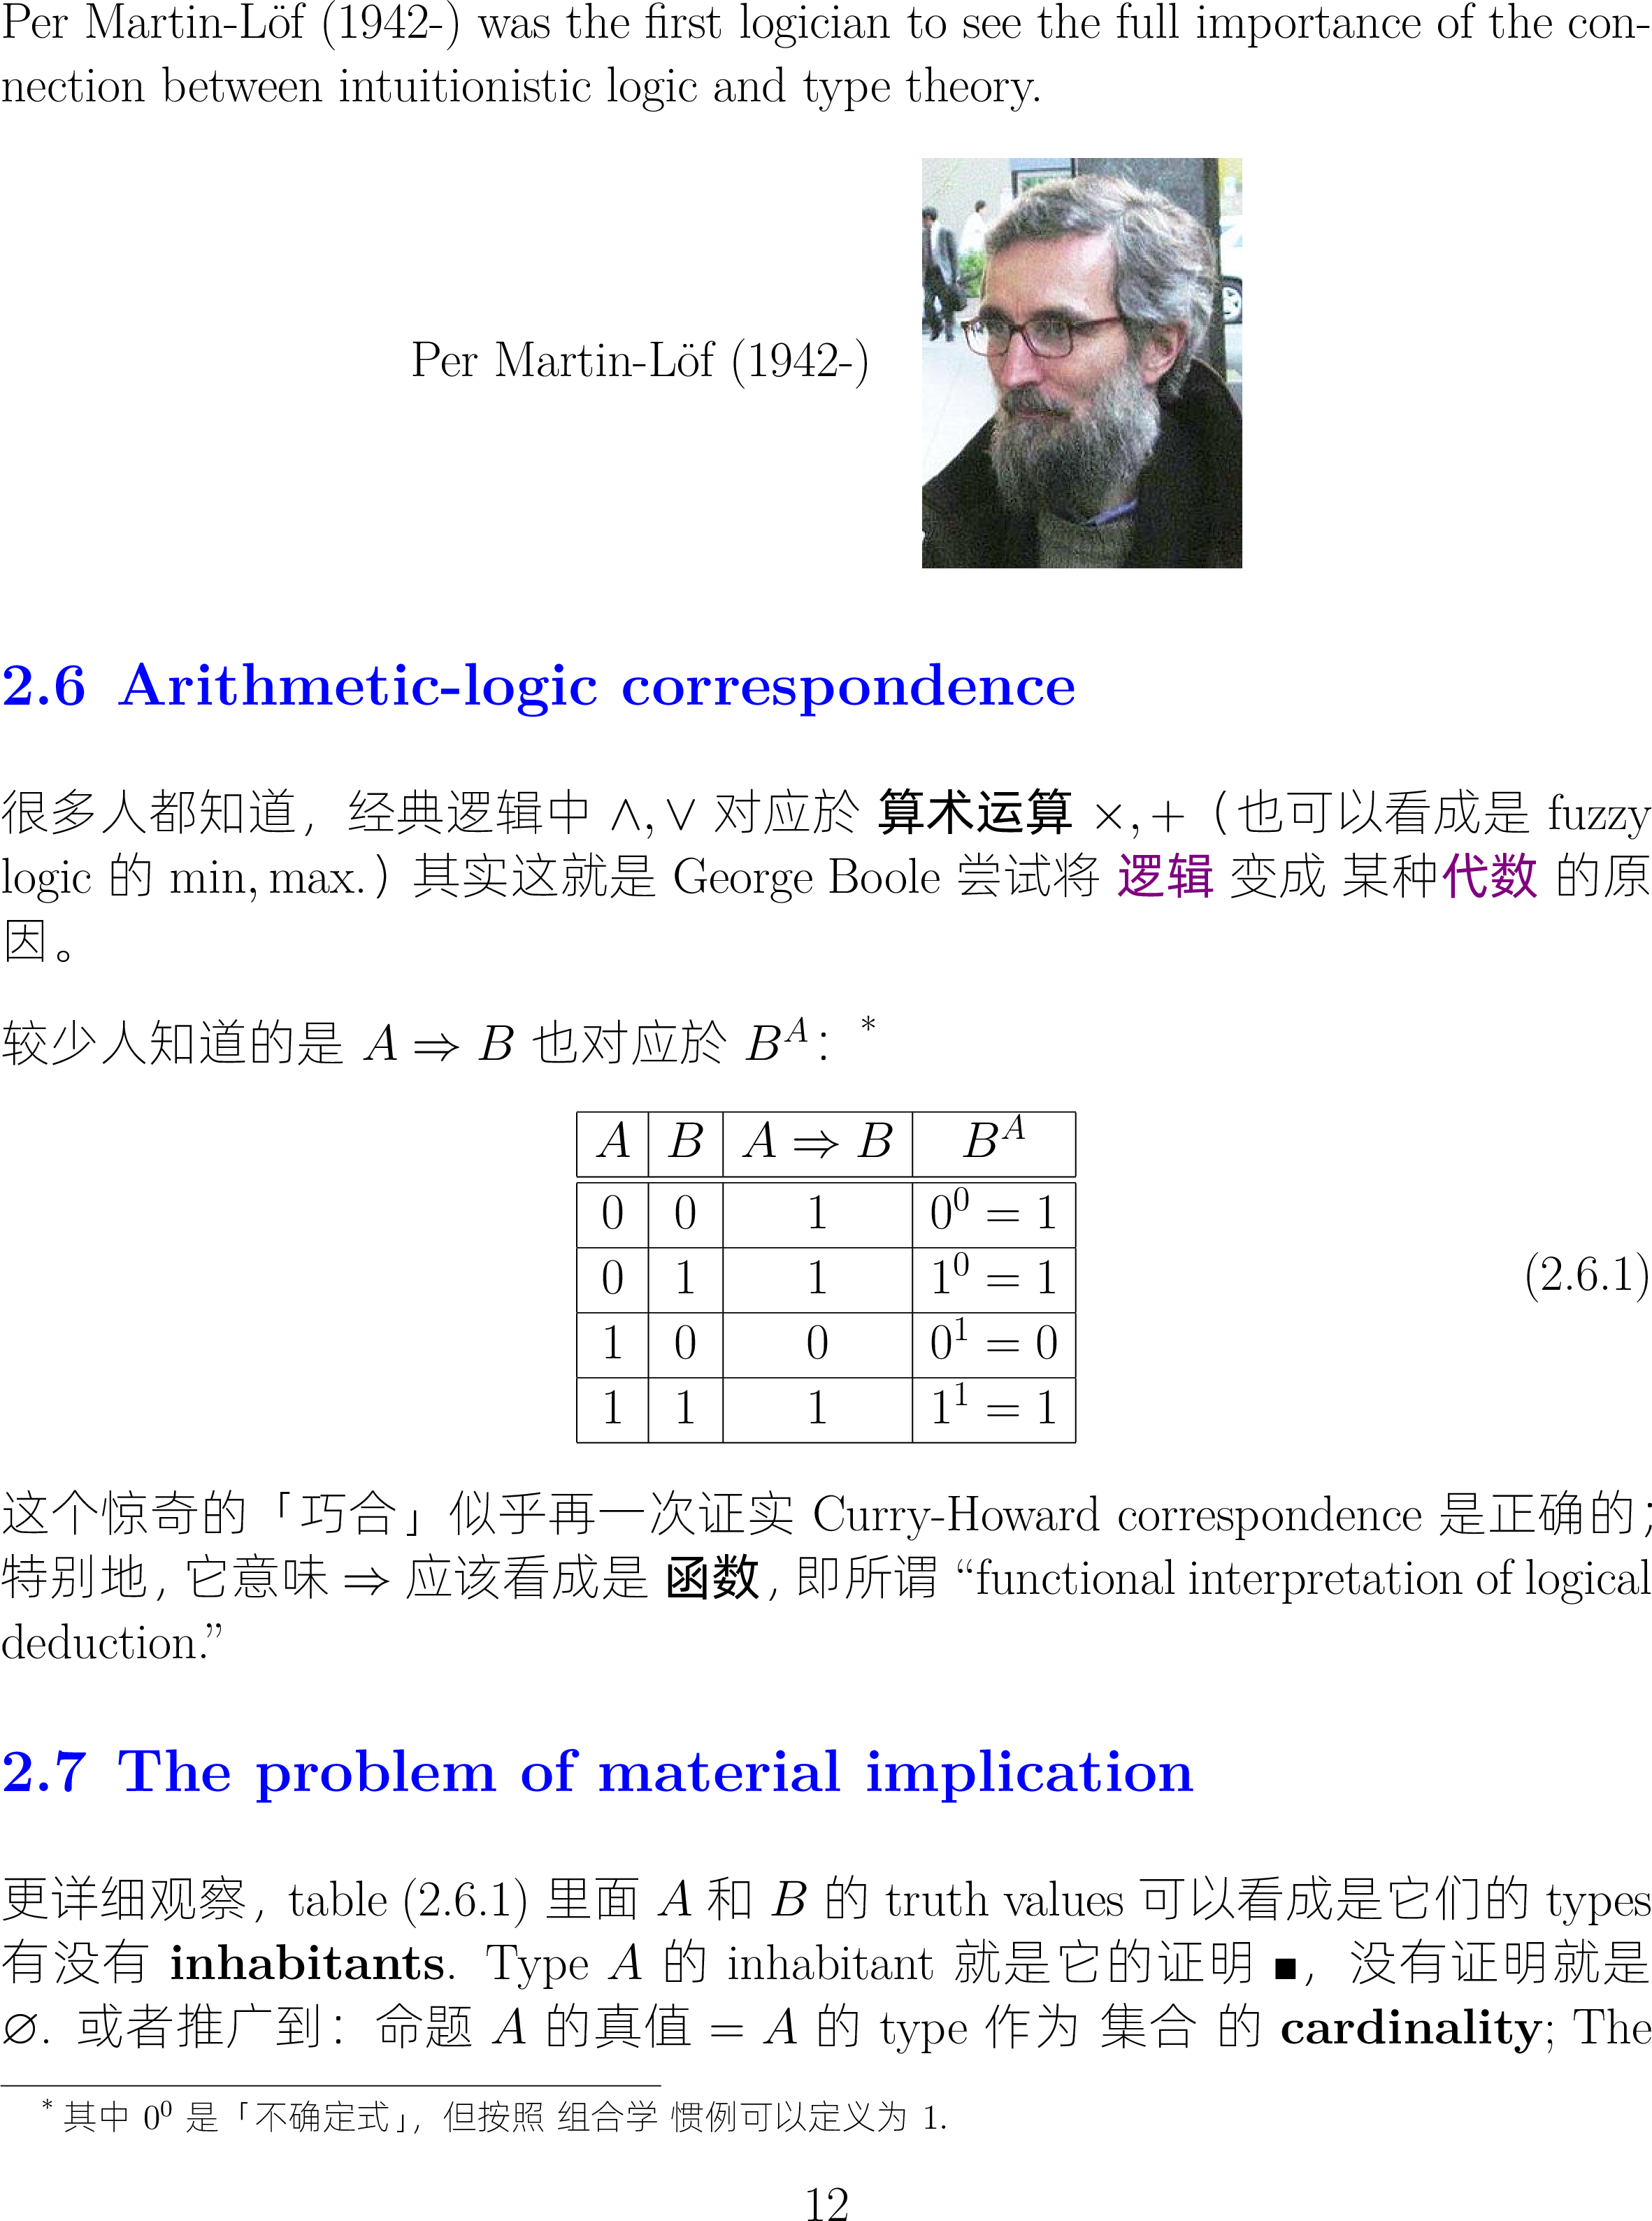 Per Martin-Löf (1942-) was the first logician to see the full importance of the con-
nection between intuitionistic logic and type theory.
Per Martin-Löf (1942-)
2.6 Arithmetic-logic correspondence
很多人都知道，经典逻辑中 ∧, ∨ 对应於 算术运算 ×, +（也可以看成是 fuzzy
logic 的 min, max.）其实这就是 George Boole 尝试将 逻辑 变成 某种代数 的原
因。
较少人知道的是 A ⇒ B 也对应於 B^A：*
A B A ⇒ B B^A
0 0 1 0^0 = 1
0 1 1 1^0 = 1
(2.6.1)
1 0 0 0^1 = 0
1 1 1 1^1 = 1
这个惊奇的「巧合」似乎再一次证实 Curry-Howard correspondence 是正确的；
特别地，它意味 ⇒ 应该看成是 函数，即所谓 “functional interpretation of logical
deduction.”
2.7 The problem of material implication
更详细观察，table (2.6.1) 里面 A 和 B 的 truth values 可以看成是它们的 types
有没有 inhabitants. Type A 的 inhabitant 就是它的证明 ■，没有证明就是
∅. 或者推广到：命题 A 的真值 = A 的 type 作为 集合 的 cardinality; The
* 其中 0^0 是「不确定式」，但按照 组合学 惯例可以定义为 1.
12